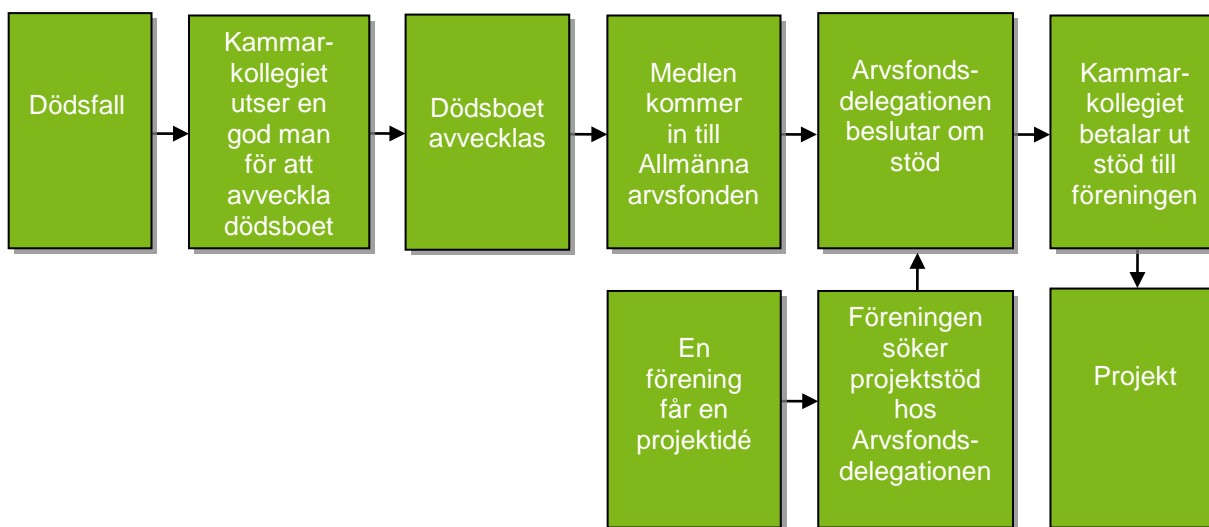 Dödsfall
Kammar-
kollegiet
utser en
god man
för att
avveckla
dödsboet
Dödsboet
avvecklas
Medlen
kommer
in till
Allmänna
arvsfonden
Arvsfonds-
delegationen
beslutar om
stöd
Kammar-
kollegiet
betalar ut
stöd till
föreningen
En
förening
får en
projektidé
Föreningen
söker
projektstöd
hos
Arvsfonds-
delegationen
Projekt